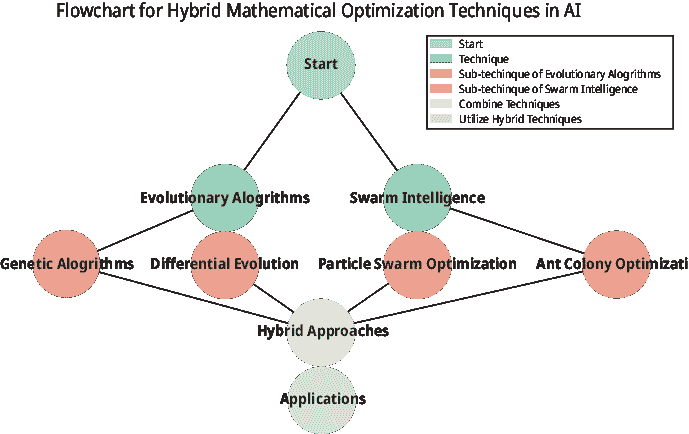 Flowchart for Hybrid Mathematical Optimization Techniques in AI
Start
Start
Technique
Sub-techinque of Evolutionary Alogrithms
Sub-techinque of Swarm Intelligence
Combine Techniques
Utilize Hybrid Techniques
Evolutionary Alogrithms
Swarm Intelligence
Genetic Alogrithms
Differential Evolution
Particle Swarm Optimization
Ant Colony Optimizati
Hybrid Approaches
Applications